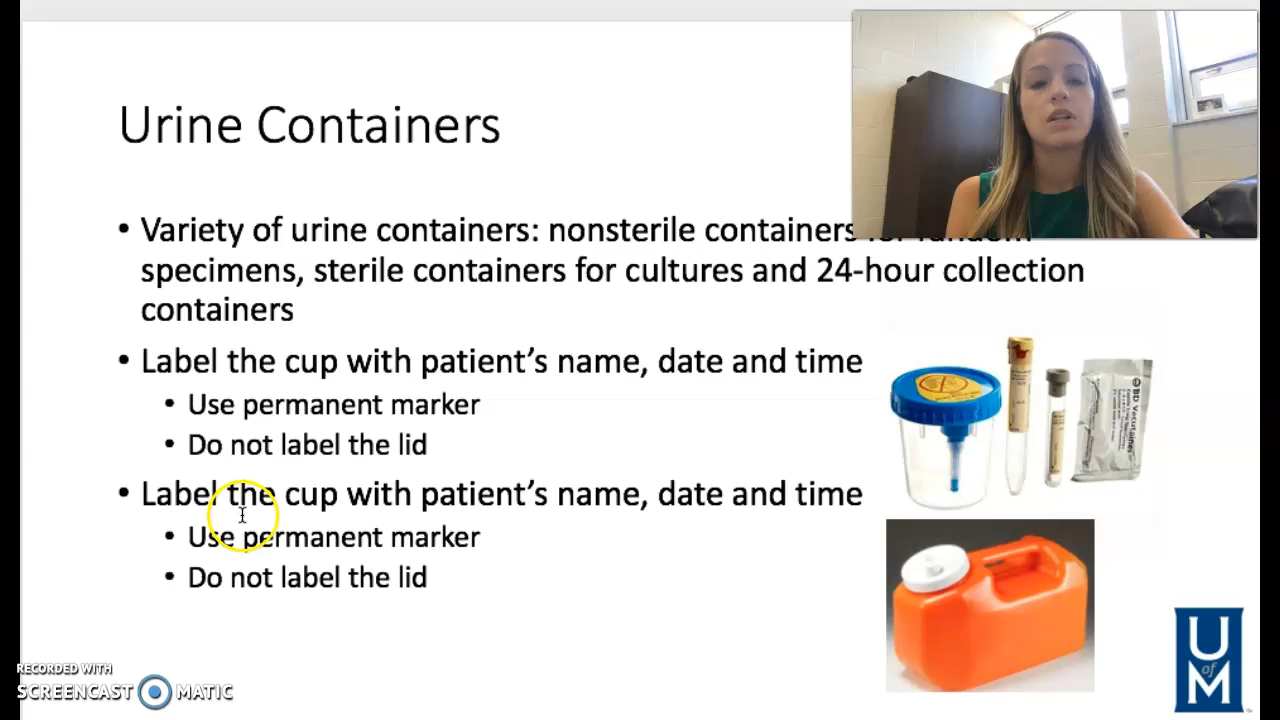 Urine Containers
• Variety of urine containers: nonsterile containers for random
specimens, sterile containers for cultures and 24-hour collection
containers
• Label the cup with patient’s name, date and time
• Use permanent marker
• Do not label the lid
• Label the cup with patient’s name, date and time
• Use permanent marker
• Do not label the lid
BD Vacutainer
RECORDED WITH
SCREENCAST MATIC
U
of
M